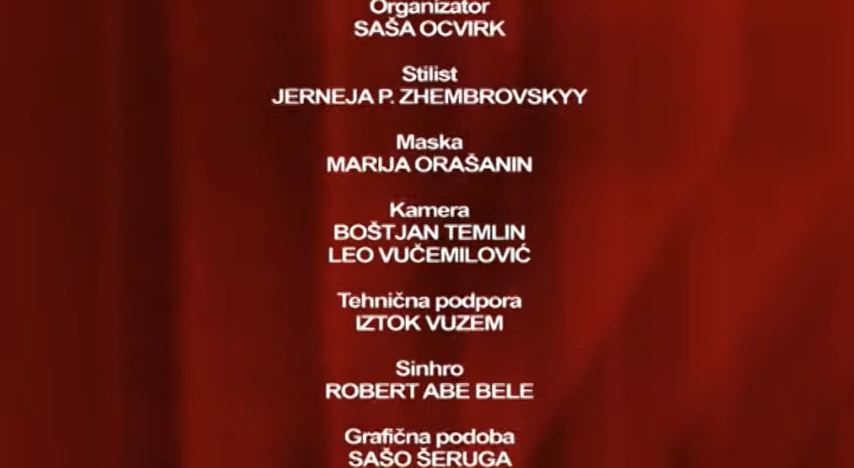 Organizator
SAŠA OCVIRK
Stilist
JERNEJA P. ZHEMBROVSKYY
Maska
MARIJA ORAŠANIN
Kamera
BOŠTJAN TEMLIN
LEO VUČEMILOVIĆ
Tehnična podpora
IZTOK VUZEM
Sinhro
ROBERT ABE BELE
Grafična podoba
SAŠO ŠERUGA